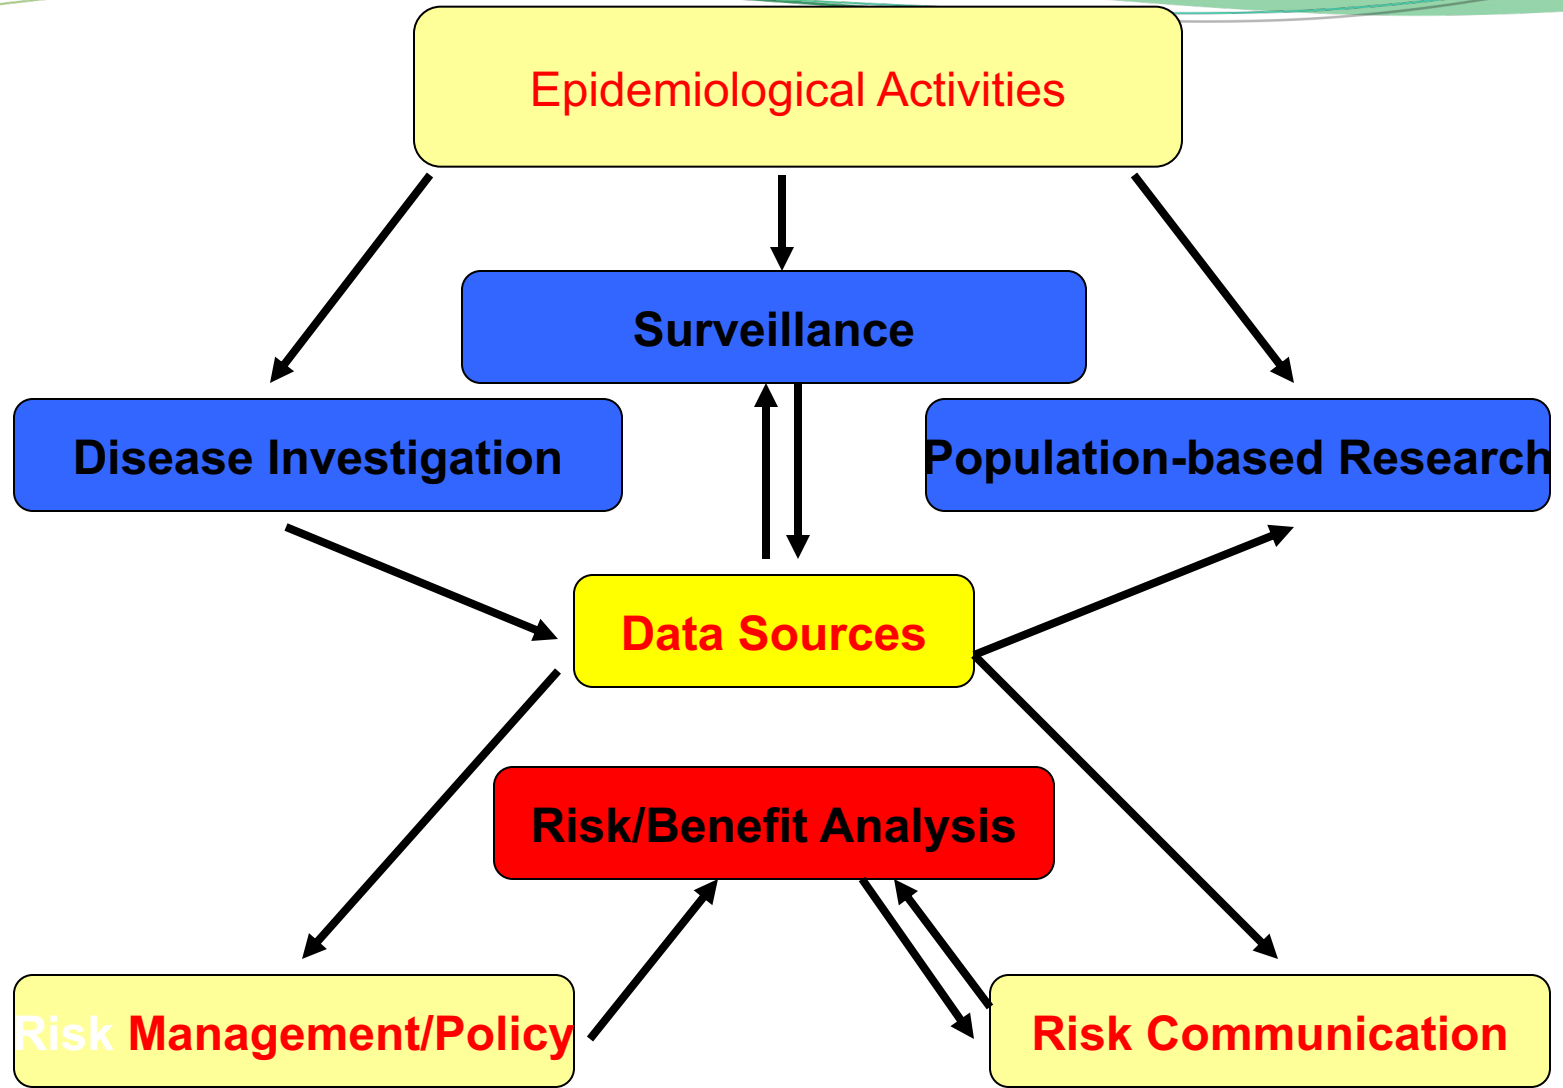 Epidemiological Activities
Surveillance
Disease Investigation
Population-based Research
Data Sources
Risk/Benefit Analysis
Risk Management/Policy
Risk Communication